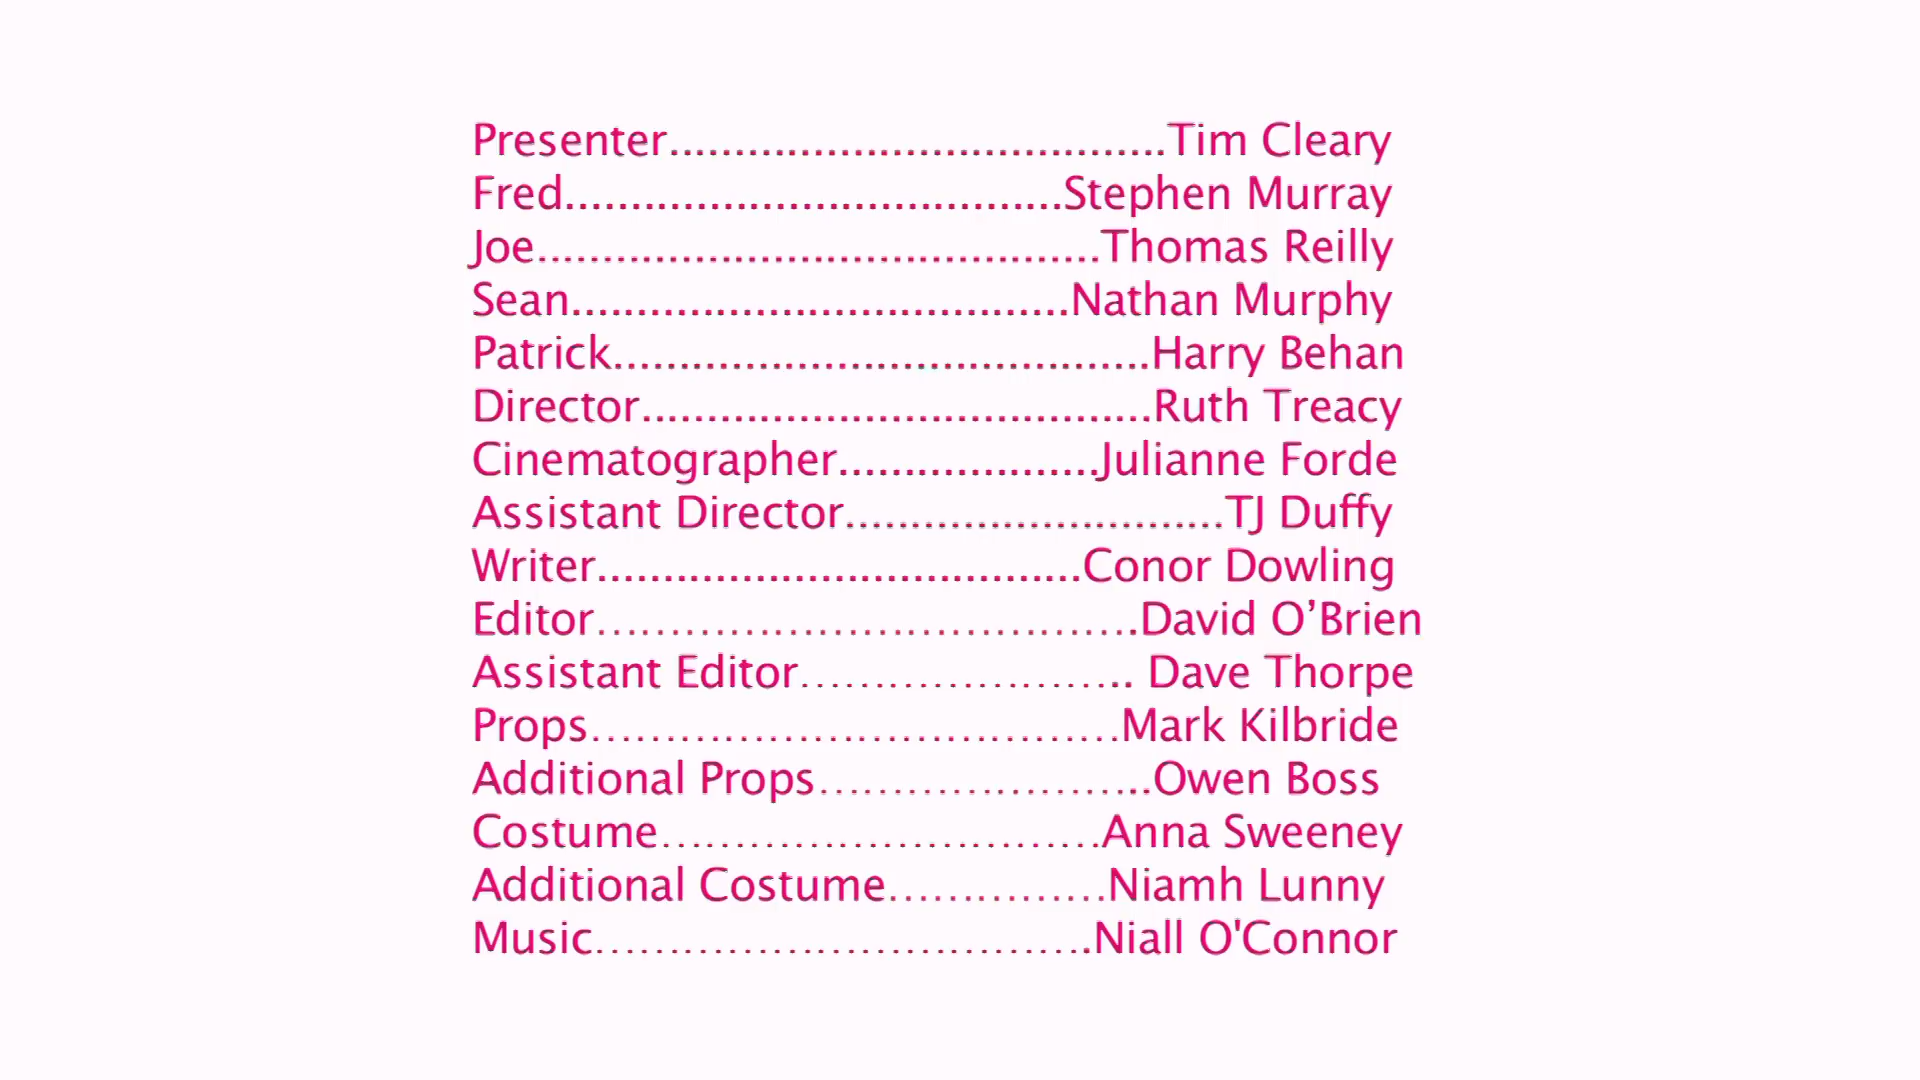 Presenter......................................Tim Cleary
Fred......................................Stephen Murray
Joe...........................................Thomas Reilly
Sean......................................Nathan Murphy
Patrick.........................................Harry Behan
Director.......................................Ruth Treacy
Cinematographer....................Julianne Forde
Assistant Director.............................TJ Duffy
Writer.....................................Conor Dowling
Editor……………………………….David O’Brien
Assistant Editor………………….. Dave Thorpe
Props………………………………Mark Kilbride
Additional Props…………………..Owen Boss
Costume…………………………Anna Sweeney
Additional Costume……………Niamh Lunny
Music…………………………….Niall O'Connor